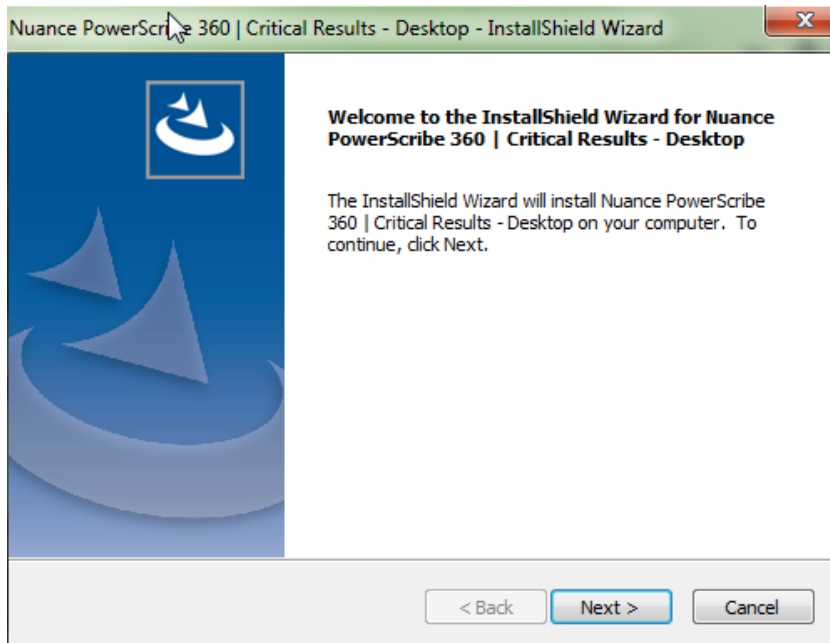 Nuance PowerScribe 360 | Critical Results - Desktop - InstallShield Wizard
Welcome to the InstallShield Wizard for Nuance
PowerScribe 360 | Critical Results - Desktop
The InstallShield Wizard will install Nuance PowerScribe
360 | Critical Results - Desktop on your computer. To
continue, click Next.
< Back Next > Cancel